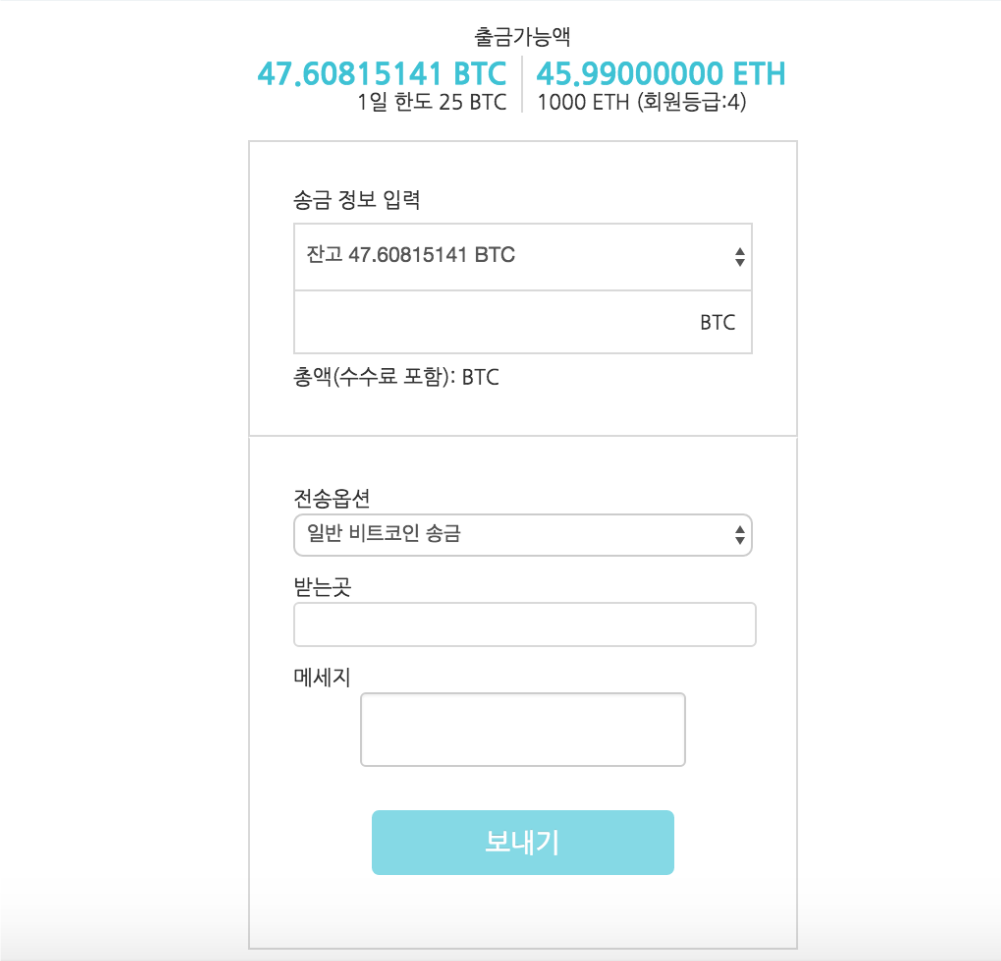 출금가능액
47.60815141 BTC 45.99000000 ETH
1일 한도 25 BTC 1000 ETH (회원등급:4)
송금 정보 입력
잔고 47.60815141 BTC
BTC
총액(수수료 포함): BTC
전송옵션
일반 비트코인 송금
받는곳
메세지
보내기